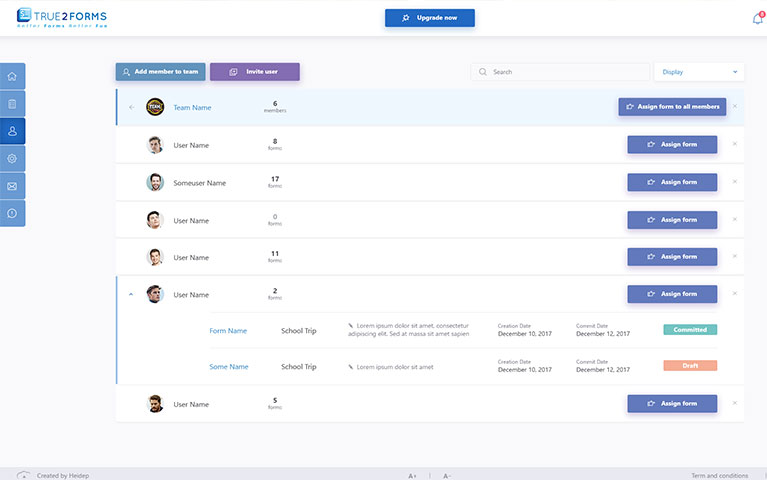 TRUE2FORMS
Better Forms Better Fun
Upgrade now
8
Add member to team
Invite user
Search
Display
Team Name
6
members
Assign form to all members
User Name
8
forms
Assign form
Someuser Name
17
forms
Assign form
User Name
0
forms
Assign form
User Name
11
forms
Assign form
User Name
2
forms
Assign form
Form Name
School Trip
Lorem ipsum dolor sit amet, consectetur
adipiscing elit. Sed at massa sit amet sapien
Creation Date
December 10, 2017
Commit Date
December 12, 2017
Committed
Some Name
School Trip
Lorem ipsum dolor sit amet
Creation Date
December 10, 2017
Commit Date
December 12, 2017
Draft
User Name
5
forms
Assign form
Created by Heidep
A+ | A-
Term and conditions